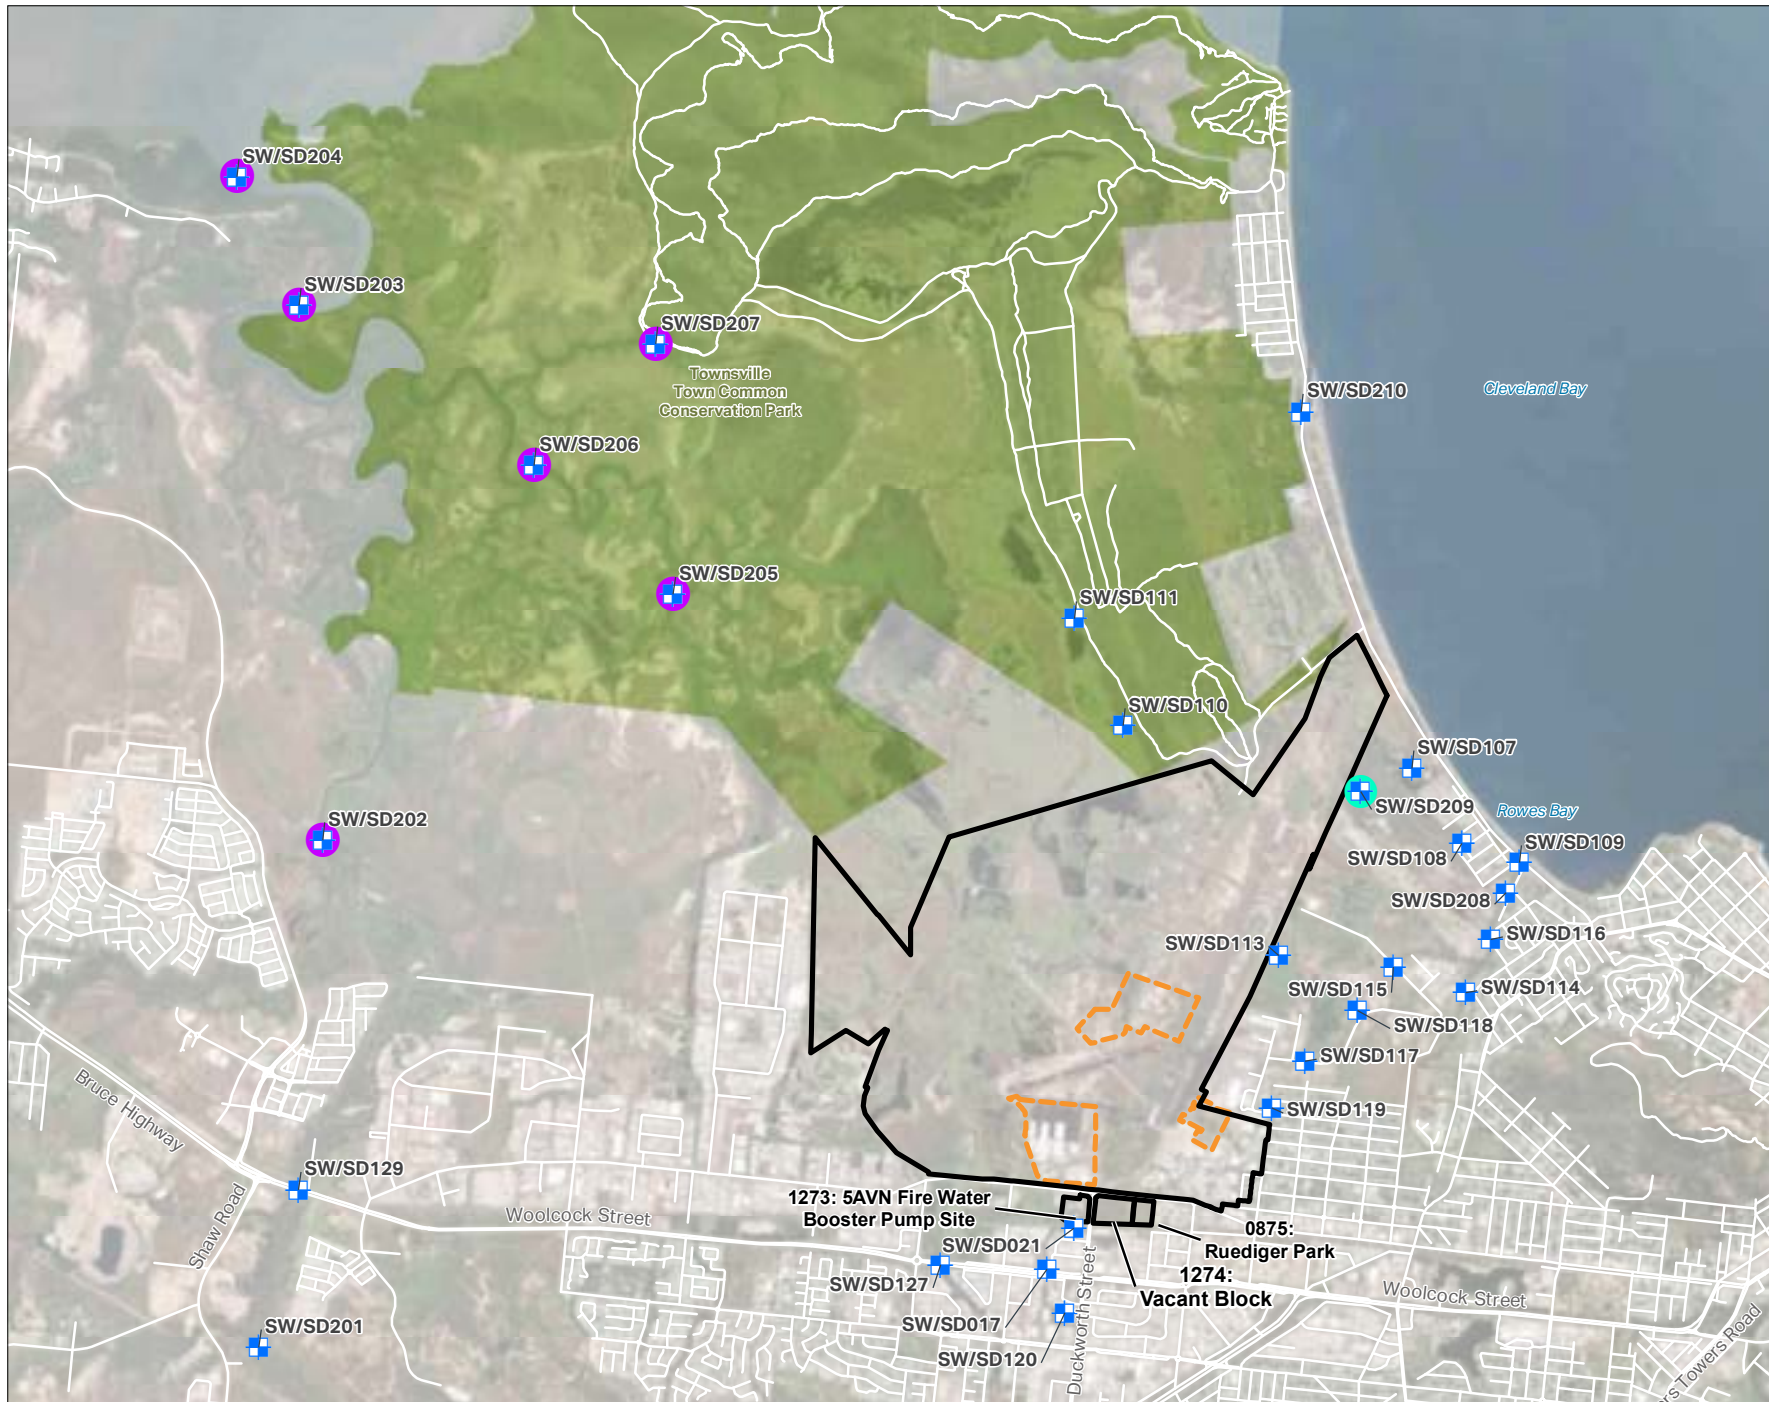 SW/SD204
SW/SD203
SW/SD207
Townsville
Town Common
Conservation Park
SW/SD210
Cleveland Bay
SW/SD206
SW/SD205
SW/SD111
SW/SD110
SW/SD107
SW/SD209
Rowes Bay
SW/SD202
SW/SD109
SW/SD108
SW/SD208
SW/SD116
SW/SD113
SW/SD115
SW/SD114
SW/SD118
SW/SD117
SW/SD119
Bruce Highway
SW/SD129
Shaw Road
Woolcock Street
1273: 5AVN Fire Water
Booster Pump Site
SW/SD021
0875:
Ruediger Park
1274:
Vacant Block
SW/SD127
SW/SD017
SW/SD120
Duckworth Street
Woolcock Street
SW/SD201
ers Towers Road